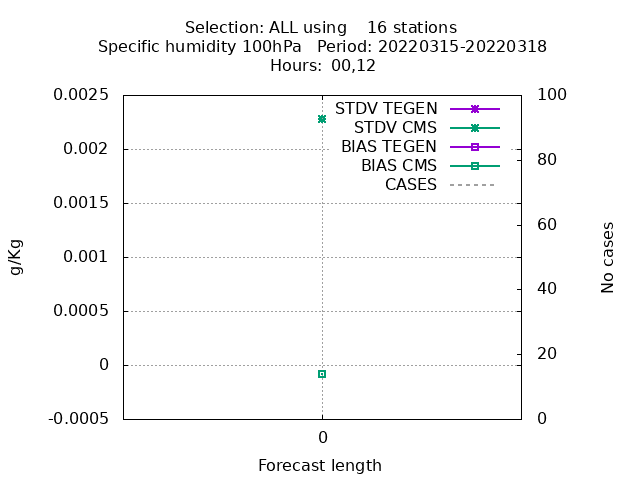 Selection: ALL using    16 stations
Specific humidity 100hPa   Period: 20220315-20220318
Hours: 00,12
0.0025
0.002
0.0015
0.001
0.0005
0
-0.0005
g/Kg
STDV TEGEN
STDV CMS
BIAS TEGEN
BIAS CMS
CASES
100
80
60
40
20
0
No cases
0
Forecast length